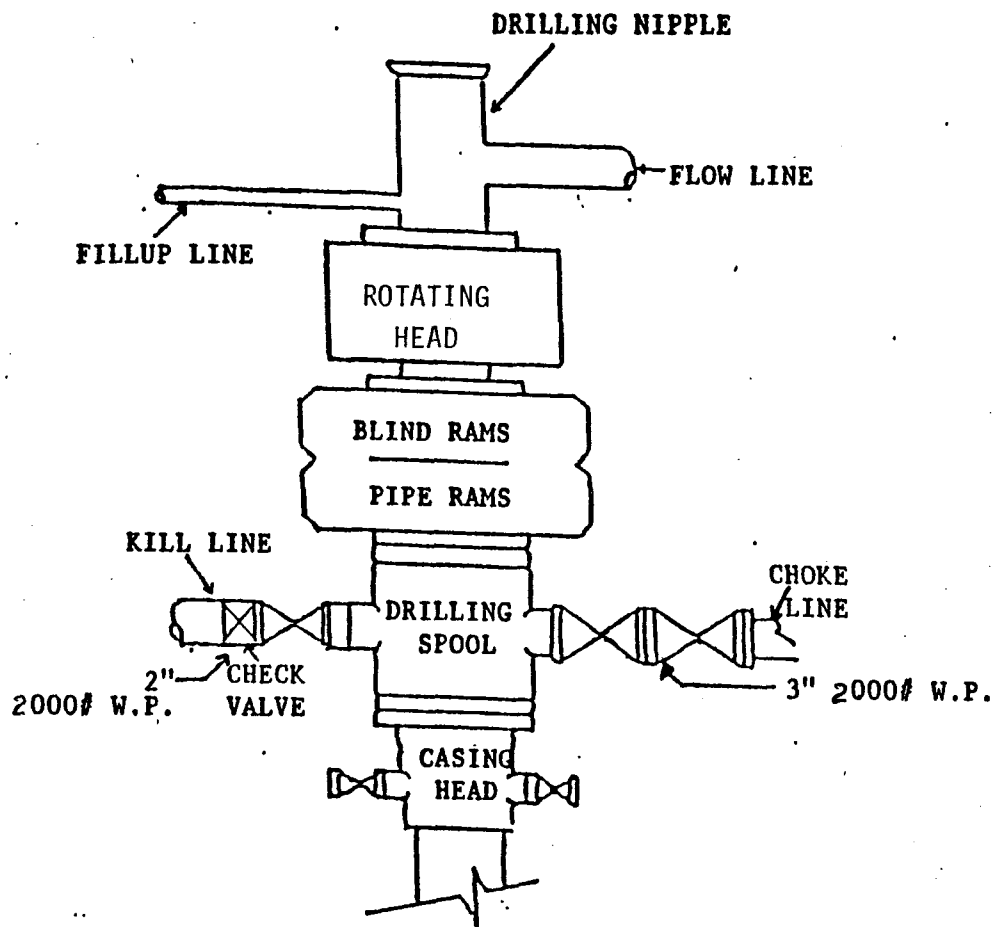 DRILLING NIPPLE
FLOW LINE
FILLUP LINE
ROTATING
HEAD
BLIND RAMS
PIPE RAMS
KILL LINE
CHOKE
LINE
DRILLING
SPOOL
2"
2000# W.P.
CHECK
VALVE
3" 2000# W.P.
CASING
HEAD